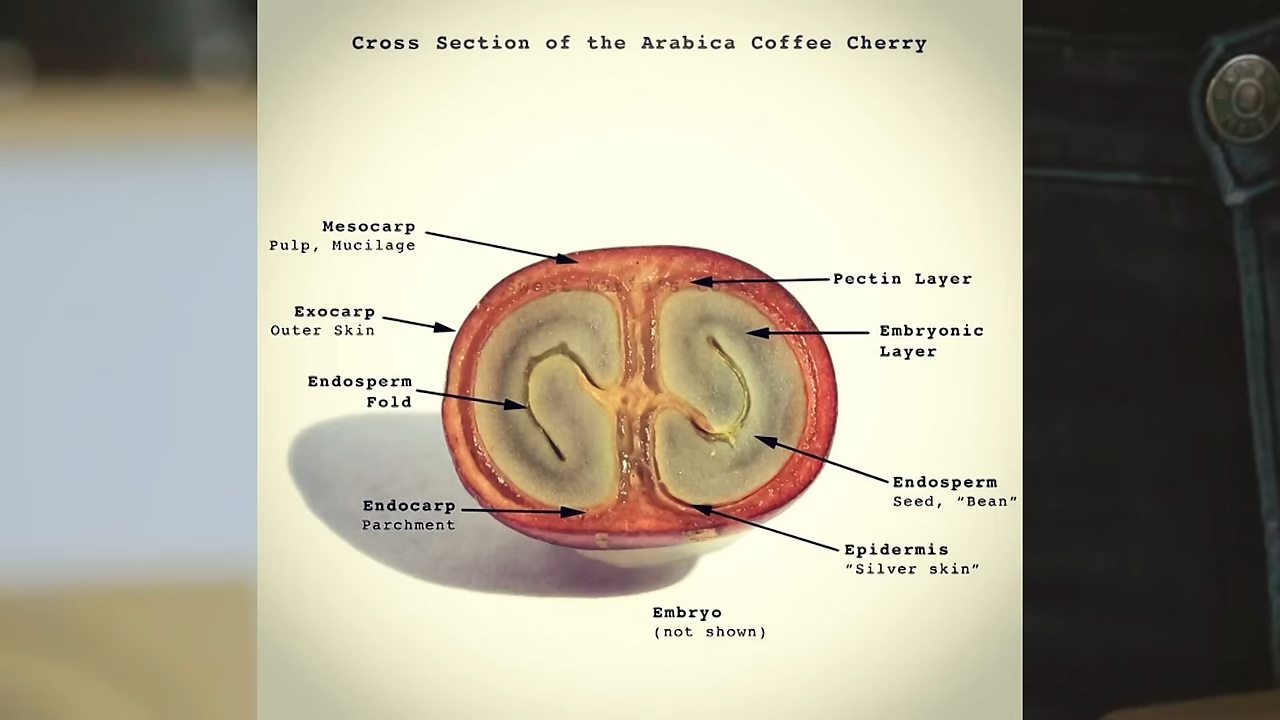 Cross Section of the Arabica Coffee Cherry
Mesocarp
Pulp, Mucilage
Pectin Layer
Exocarp
Outer Skin
Embryonic
Layer
Endosperm
Fold
Endosperm
Seed, “Bean”
Endocarp
Parchment
Epidermis
“Silver skin”
Embryo
(not shown)